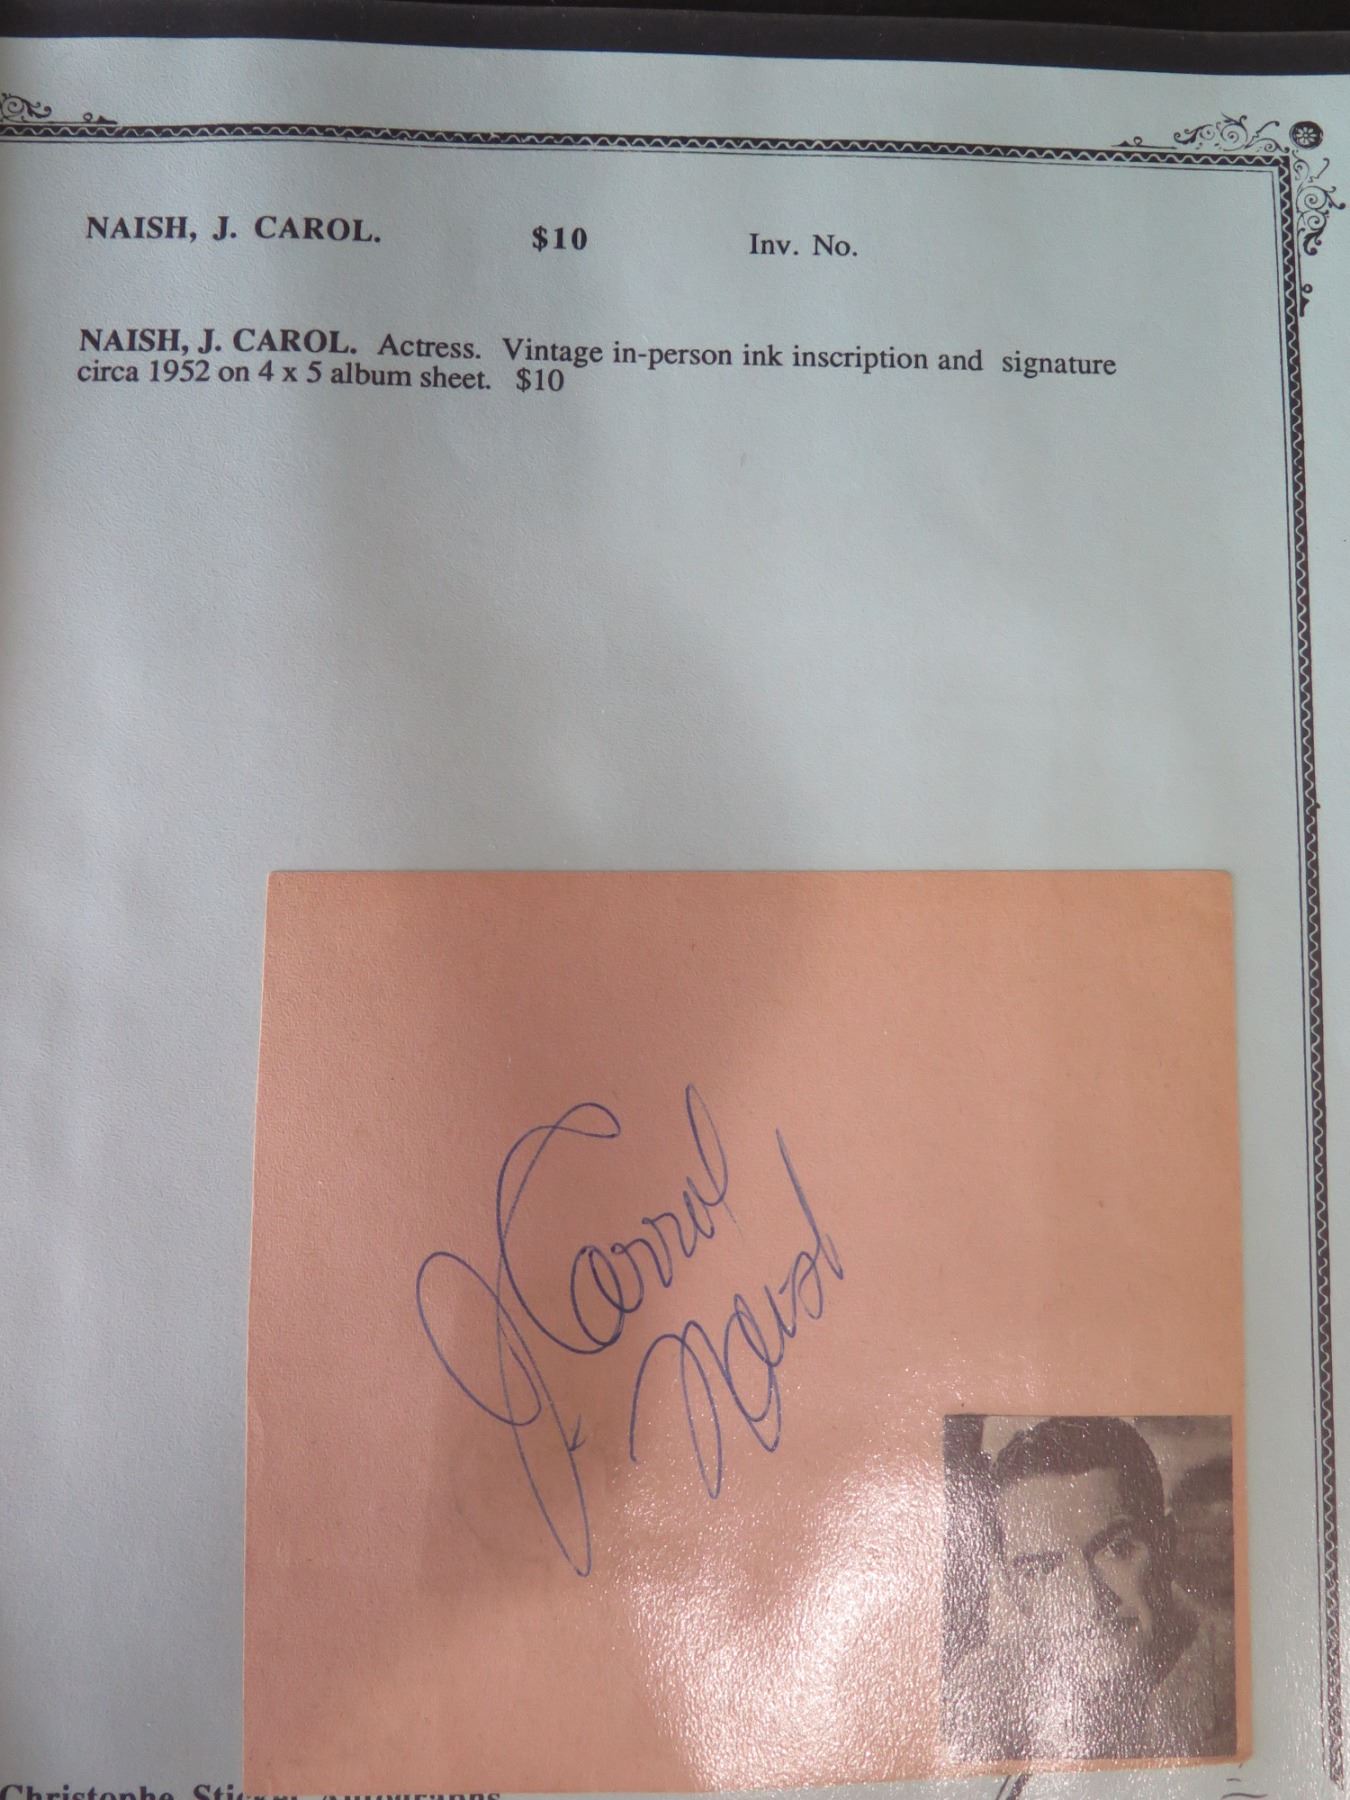 NAISH, J. CAROL. $10 Inv. No.
NAISH, J. CAROL. Actress. Vintage in-person ink inscription and signature
circa 1952 on 4 x 5 album sheet. $10
J. Carrol
Naish
Christophe